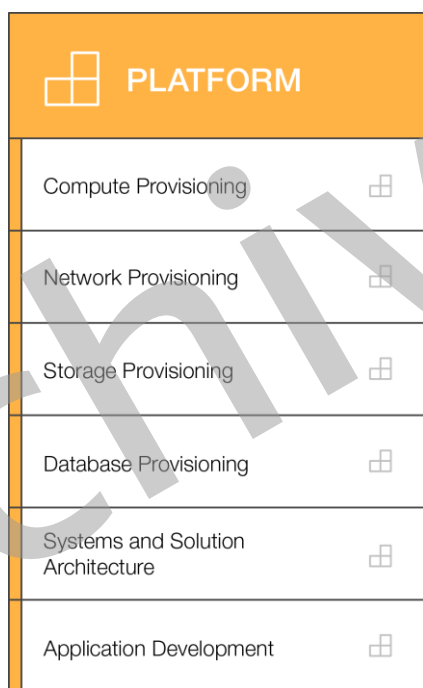 PLATFORM
Compute Provisioning
Network Provisioning
Storage Provisioning
Database Provisioning
Systems and Solution
Architecture
Application Development